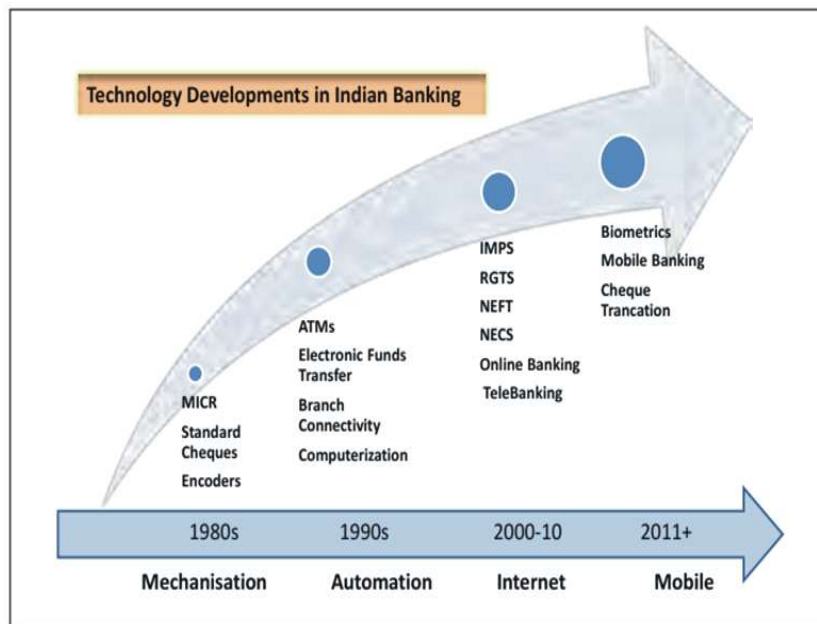 Technology Developments in Indian Banking
MICR
Standard
Cheques
Encoders
ATMs
Electronic Funds
Transfer
Branch
Connectivity
Computerization
IMPS
RGTS
NEFT
NECS
Online Banking
TeleBanking
Biometrics
Mobile Banking
Cheque
Trancation
1980s
1990s
2000-10
2011+
Mechanisation
Automation
Internet
Mobile